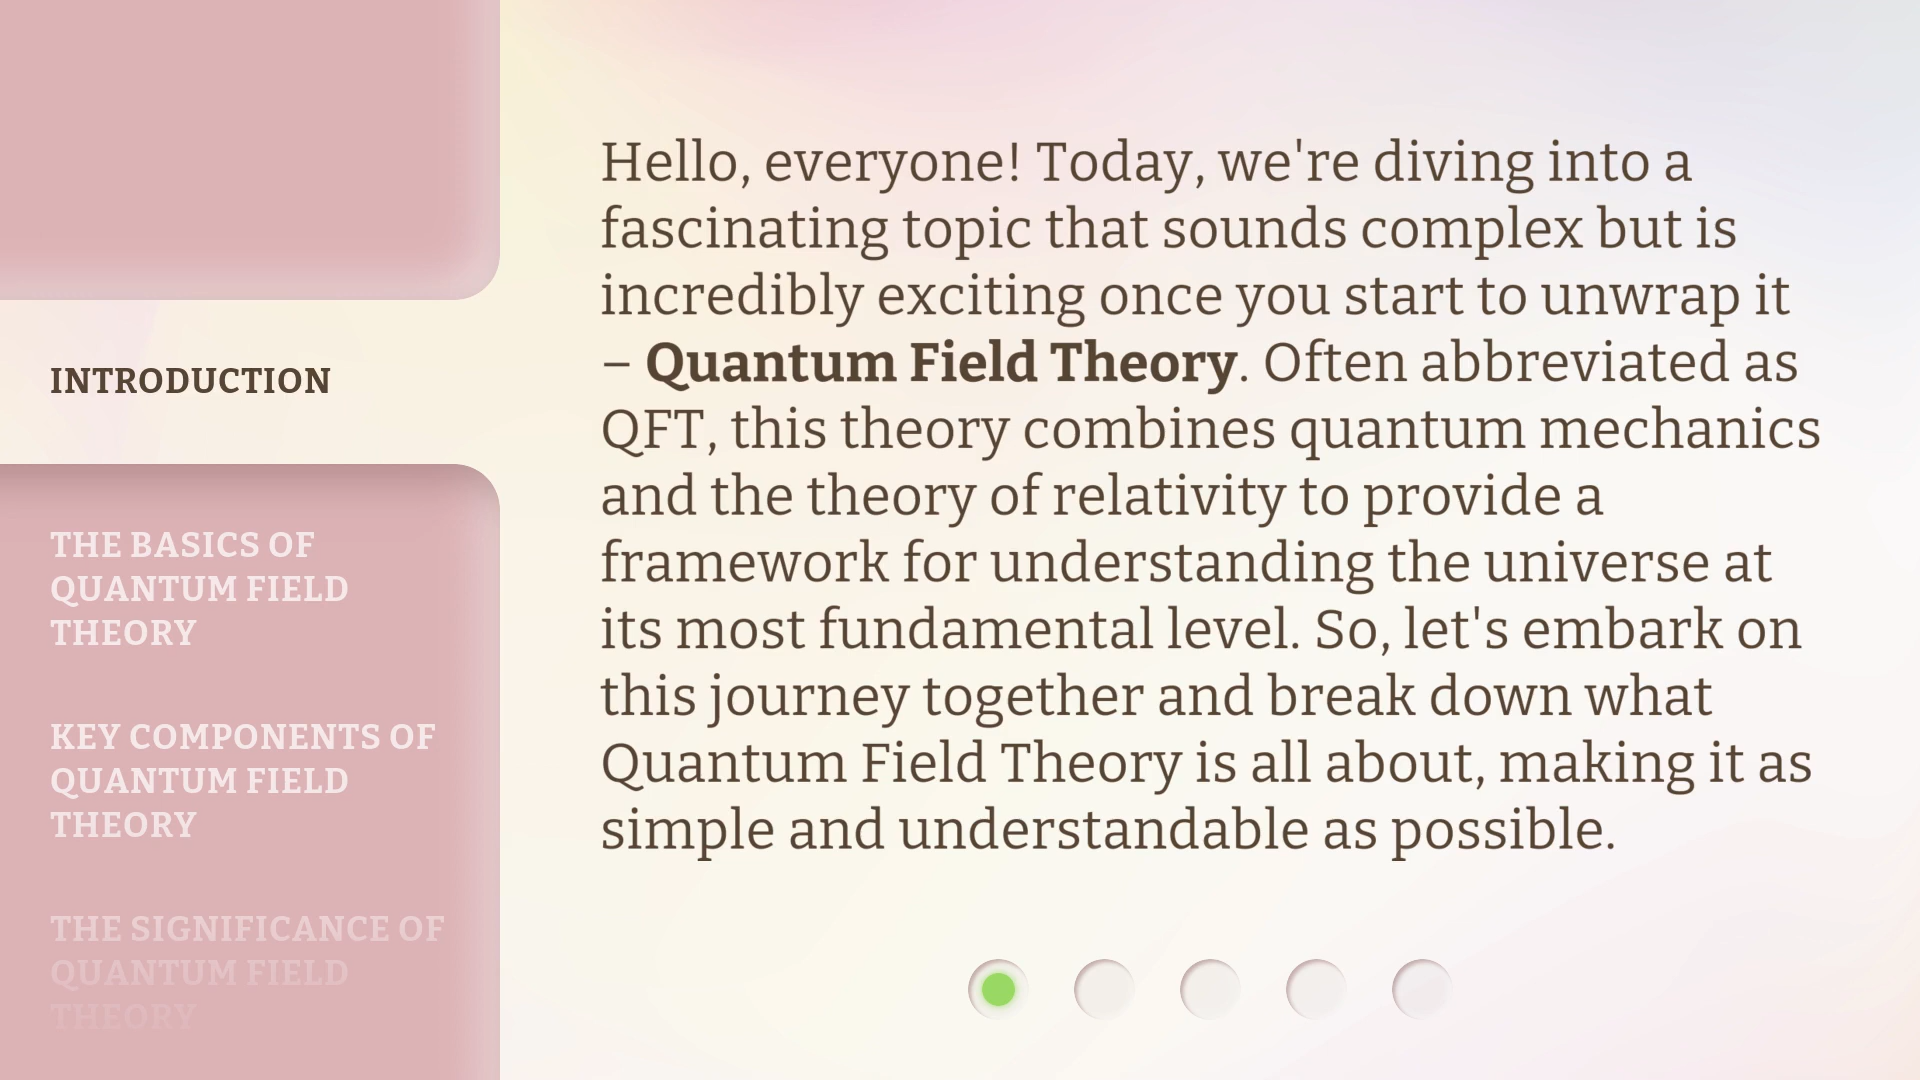 INTRODUCTION
THE BASICS OF
QUANTUM FIELD
THEORY
KEY COMPONENTS OF
QUANTUM FIELD
THEORY
THE SIGNIFICANCE OF
QUANTUM FIELD
THEORY
Hello, everyone! Today, we're diving into a
fascinating topic that sounds complex but is
incredibly exciting once you start to unwrap it
– Quantum Field Theory. Often abbreviated as
QFT, this theory combines quantum mechanics
and the theory of relativity to provide a
framework for understanding the universe at
its most fundamental level. So, let's embark on
this journey together and break down what
Quantum Field Theory is all about, making it as
simple and understandable as possible.